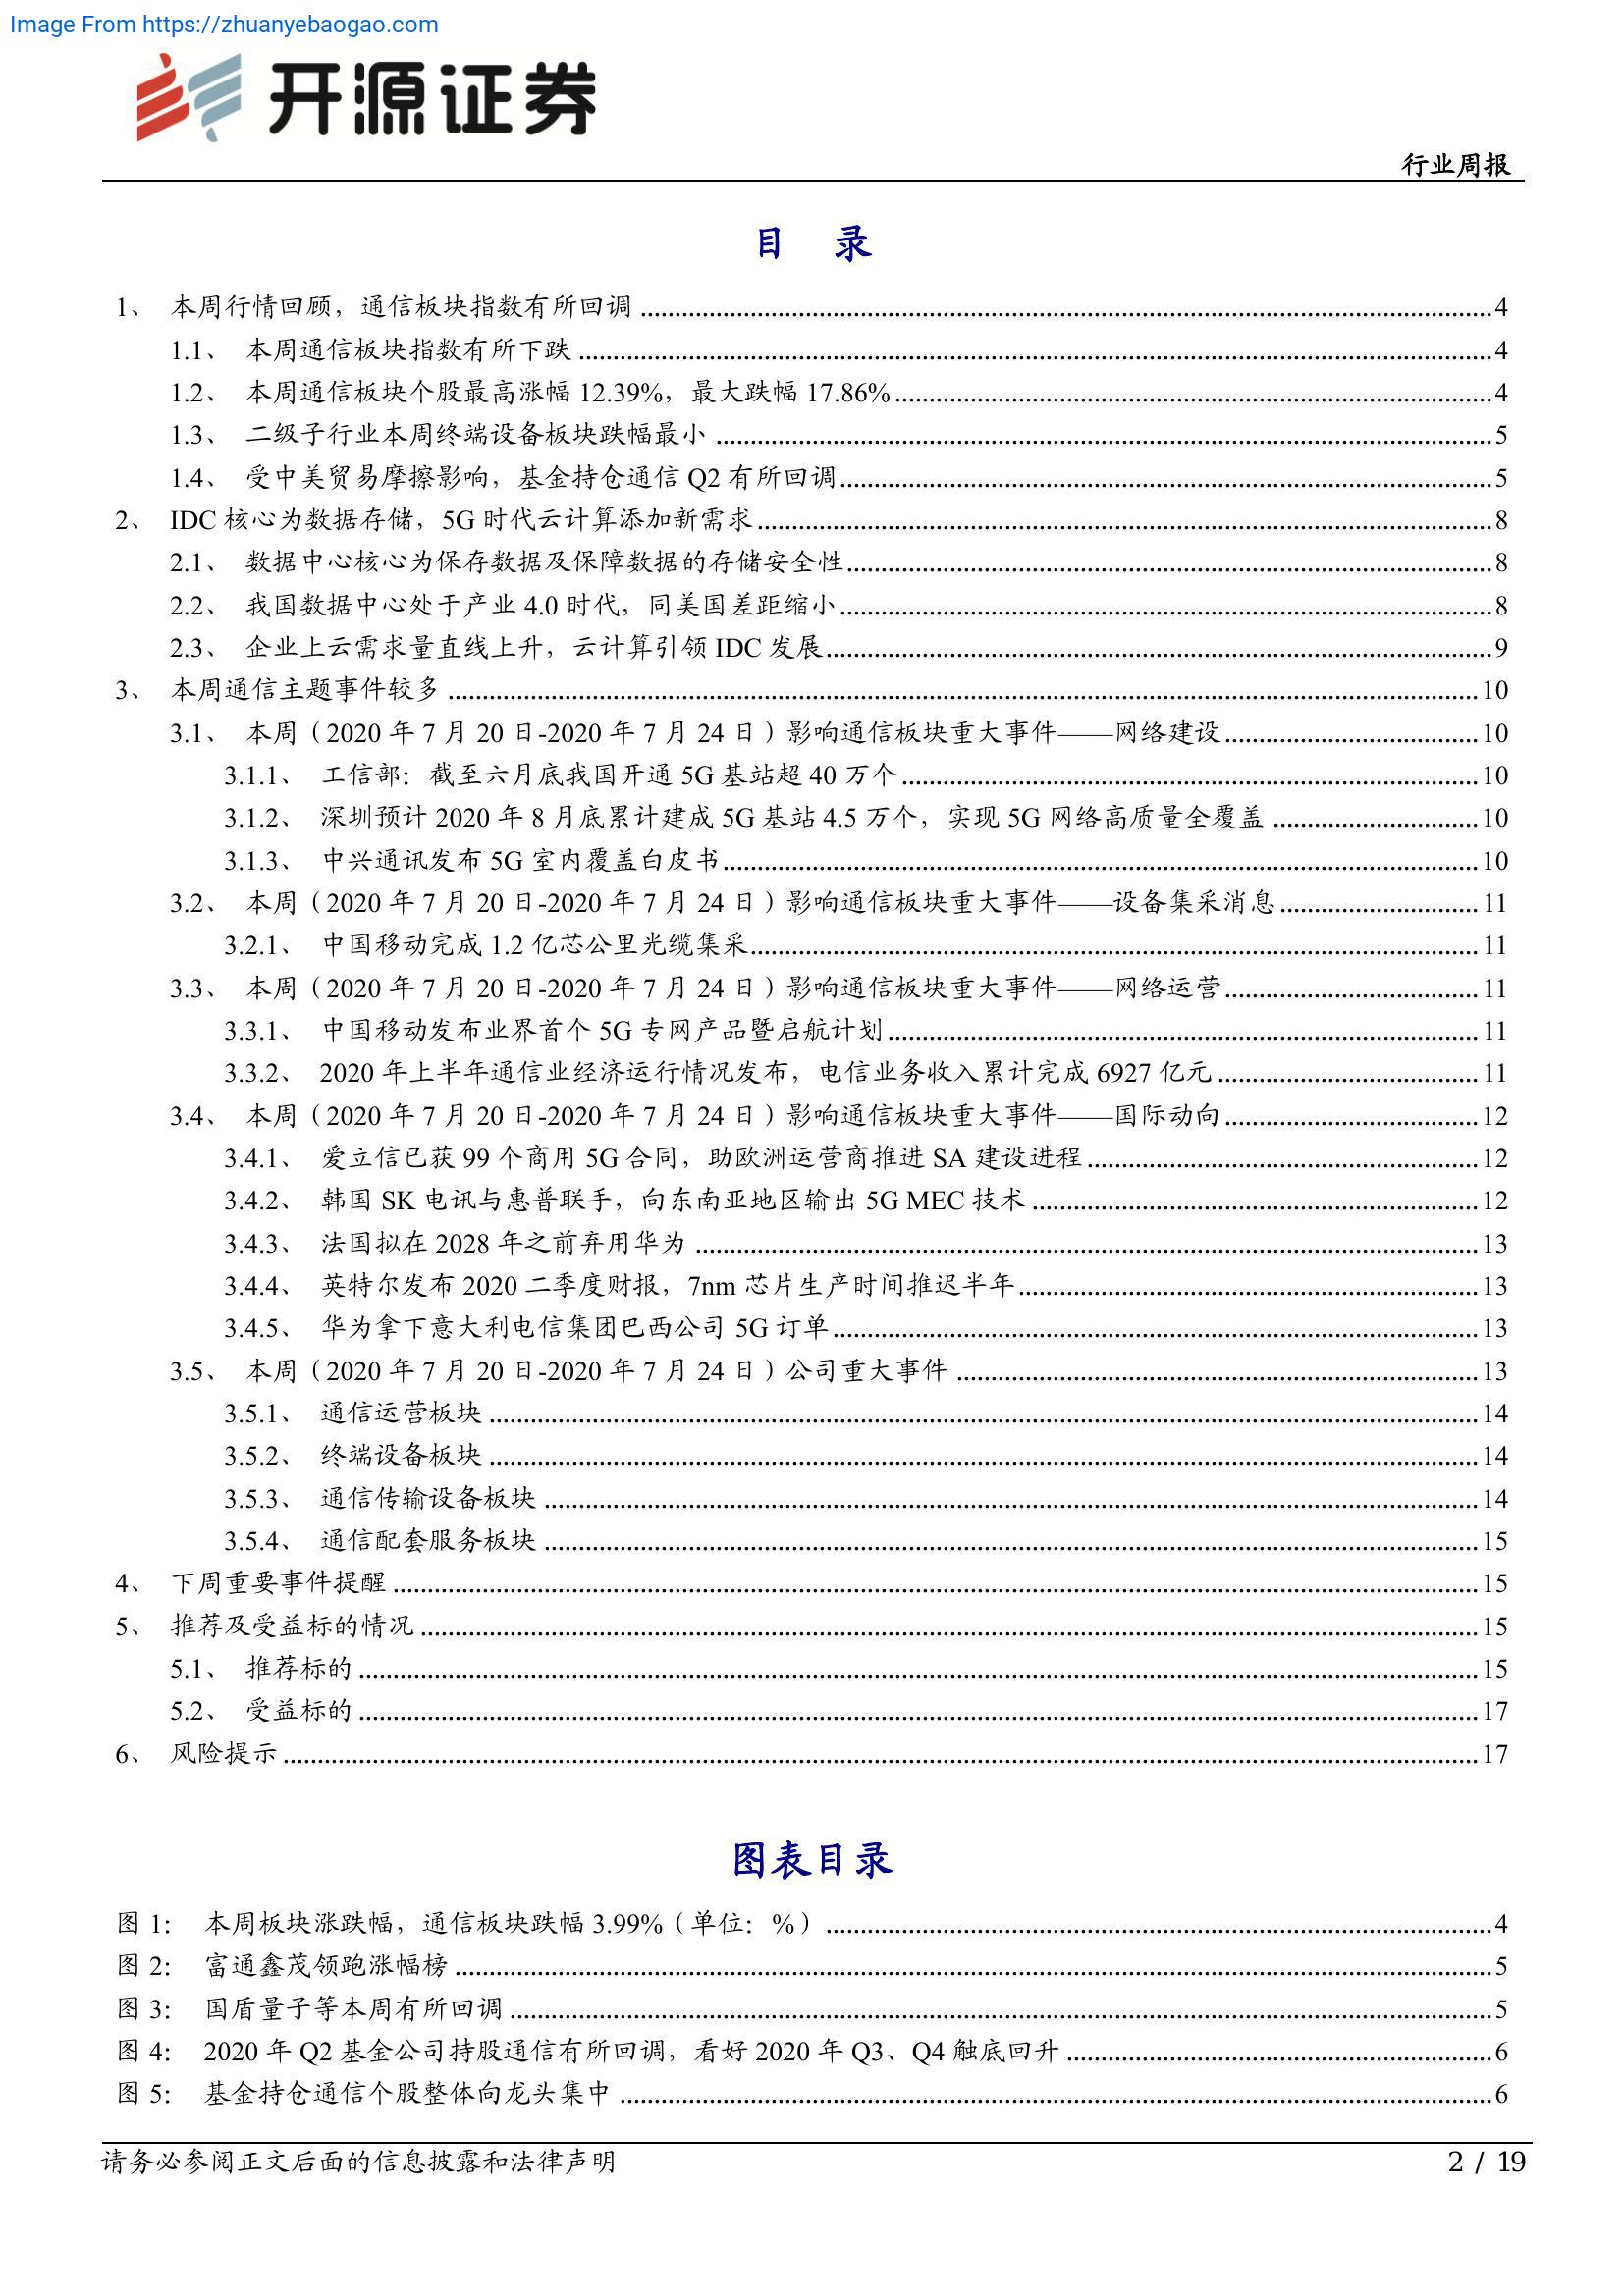 Image From https://zhuanyebaogao.com
开源证券
行业周报
目 录
1、 本周行情回顾，通信板块指数有所回调 4
1.1、 本周通信板块指数有所下跌 4
1.2、 本周通信板块个股最高涨幅 12.39%，最大跌幅 17.86% 4
1.3、 二级子行业本周终端设备板块跌幅最小 5
1.4、 受中美贸易摩擦影响，基金持仓通信 Q2 有所回调 5
2、 IDC 核心为数据存储，5G 时代云计算添加新需求 8
2.1、 数据中心核心为保存数据及保障数据的存储安全性 8
2.2、 我国数据中心处于产业 4.0 时代，同美国差距缩小 8
2.3、 企业上云需求量直线上升，云计算引领 IDC 发展 9
3、 本周通信主题事件较多 10
3.1、 本周（2020 年 7 月 20 日-2020 年 7 月 24 日）影响通信板块重大事件——网络建设 10
3.1.1、 工信部：截至六月底我国开通 5G 基站超 40 万个 10
3.1.2、 深圳预计 2020 年 8 月底累计建成 5G 基站 4.5 万个，实现 5G 网络高质量全覆盖 10
3.1.3、 中兴通讯发布 5G 室内覆盖白皮书 10
3.2、 本周（2020 年 7 月 20 日-2020 年 7 月 24 日）影响通信板块重大事件——设备集采消息 11
3.2.1、 中国移动完成 1.2 亿芯公里光缆集采 11
3.3、 本周（2020 年 7 月 20 日-2020 年 7 月 24 日）影响通信板块重大事件——网络运营 11
3.3.1、 中国移动发布业界首个 5G 专网产品暨启航计划 11
3.3.2、 2020 年上半年通信业经济运行情况发布，电信业务收入累计完成 6927 亿元 11
3.4、 本周（2020 年 7 月 20 日-2020 年 7 月 24 日）影响通信板块重大事件——国际动向 12
3.4.1、 爱立信已获 99 个商用 5G 合同，助欧洲运营商推进 SA 建设进程 12
3.4.2、 韩国 SK 电讯与惠普联手，向东南亚地区输出 5G MEC 技术 12
3.4.3、 法国拟在 2028 年之前弃用华为 13
3.4.4、 英特尔发布 2020 二季度财报，7nm 芯片生产时间推迟半年 13
3.4.5、 华为拿下意大利电信集团巴西公司 5G 订单 13
3.5、 本周（2020 年 7 月 20 日-2020 年 7 月 24 日）公司重大事件 13
3.5.1、 通信运营板块 14
3.5.2、 终端设备板块 14
3.5.3、 通信传输设备板块 14
3.5.4、 通信配套服务板块 15
4、 下周重要事件提醒 15
5、 推荐及受益标的情况 15
5.1、 推荐标的 15
5.2、 受益标的 17
6、 风险提示 17
图表目录
图 1： 本周板块涨跌幅，通信板块跌幅 3.99%（单位：%） 4
图 2： 富通鑫茂领跑涨幅榜 5
图 3： 国盾量子等本周有所回调 5
图 4： 2020 年 Q2 基金公司持股通信有所回调，看好 2020 年 Q3、Q4 触底回升 6
图 5： 基金持仓通信个股整体向龙头集中 6
请务必参阅正文后面的信息披露和法律声明 2 / 19